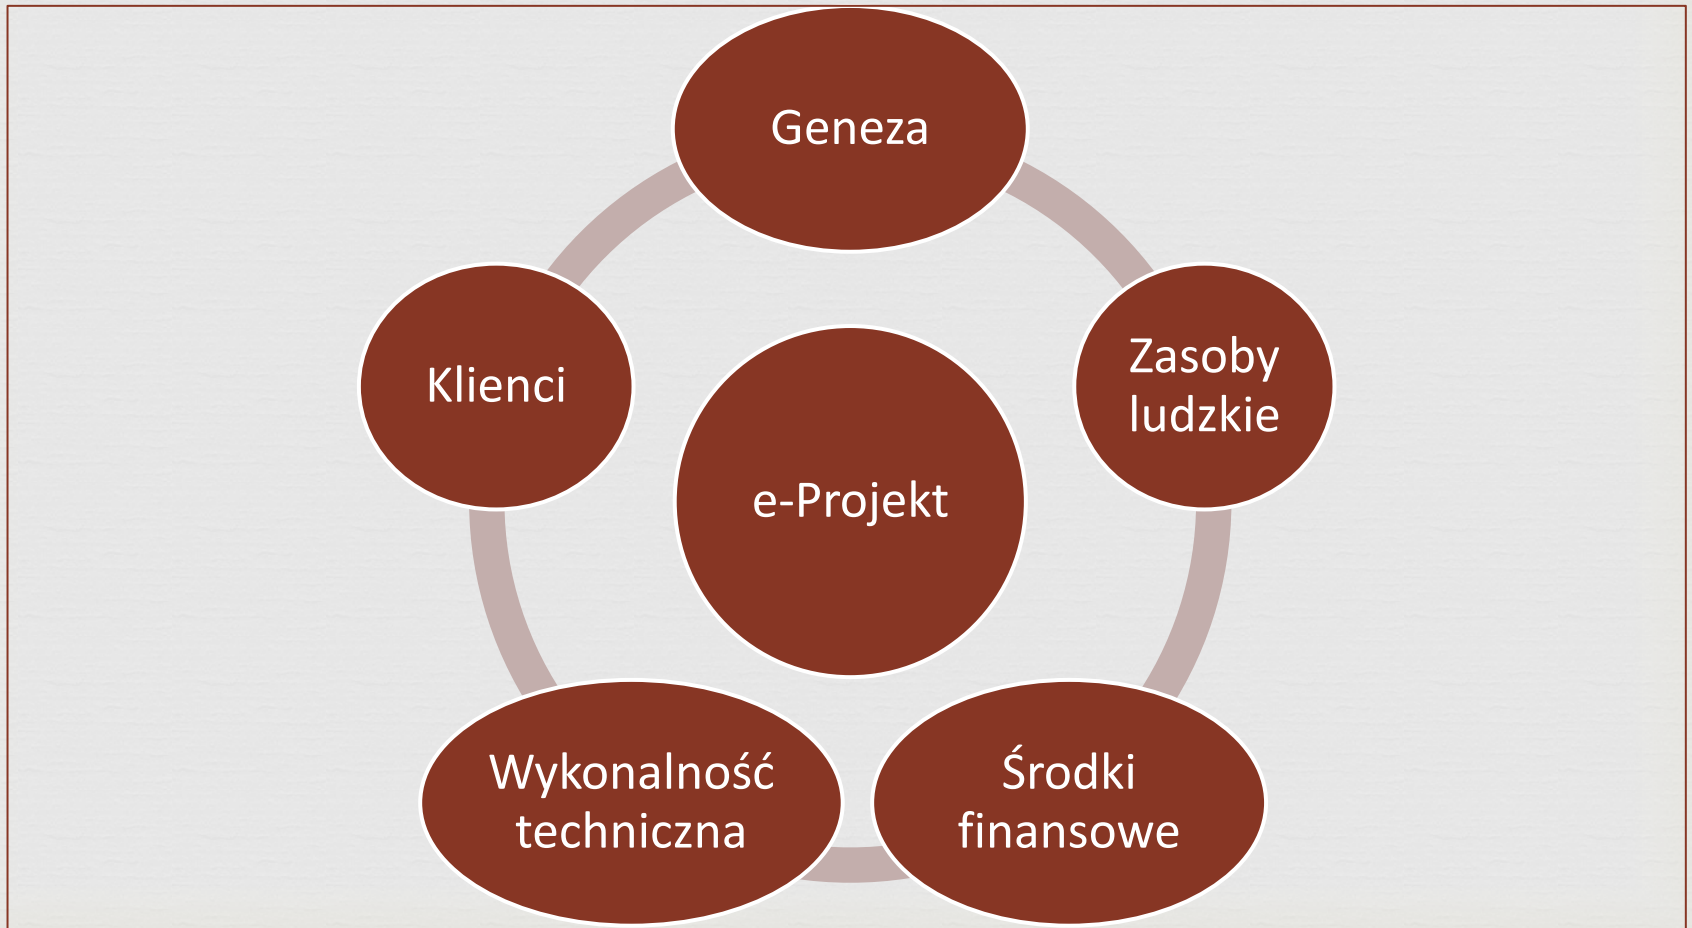 Geneza
Klienci
Zasoby
ludzkie
e-Projekt
Wykonalność
techniczna
Środki
finansowe